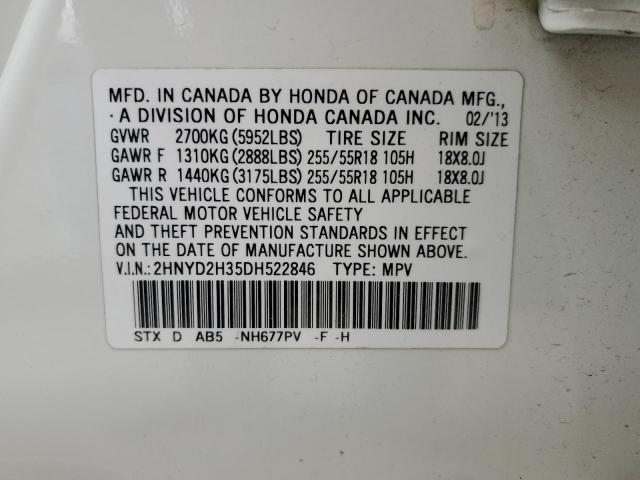 MFD. IN CANADA BY HONDA OF CANADA MFG.,
· A DIVISION OF HONDA CANADA INC. 02/'13
GVWR 2700KG (5952LBS) TIRE SIZE RIM SIZE
GAWR F 1310KG (2888LBS) 255/55R18 105H 18X8.0J
GAWR R 1440KG (3175LBS) 255/55R18 105H 18X8.0J
THIS VEHICLE CONFORMS TO ALL APPLICABLE
FEDERAL MOTOR VEHICLE SAFETY
AND THEFT PREVENTION STANDARDS IN EFFECT
ON THE DATE OF MANUFACTURE SHOWN ABOVE.
V.I.N.: 2HNYD2H35DH522846 TYPE: MPV
STX D AB5 -NH677PV -F -H